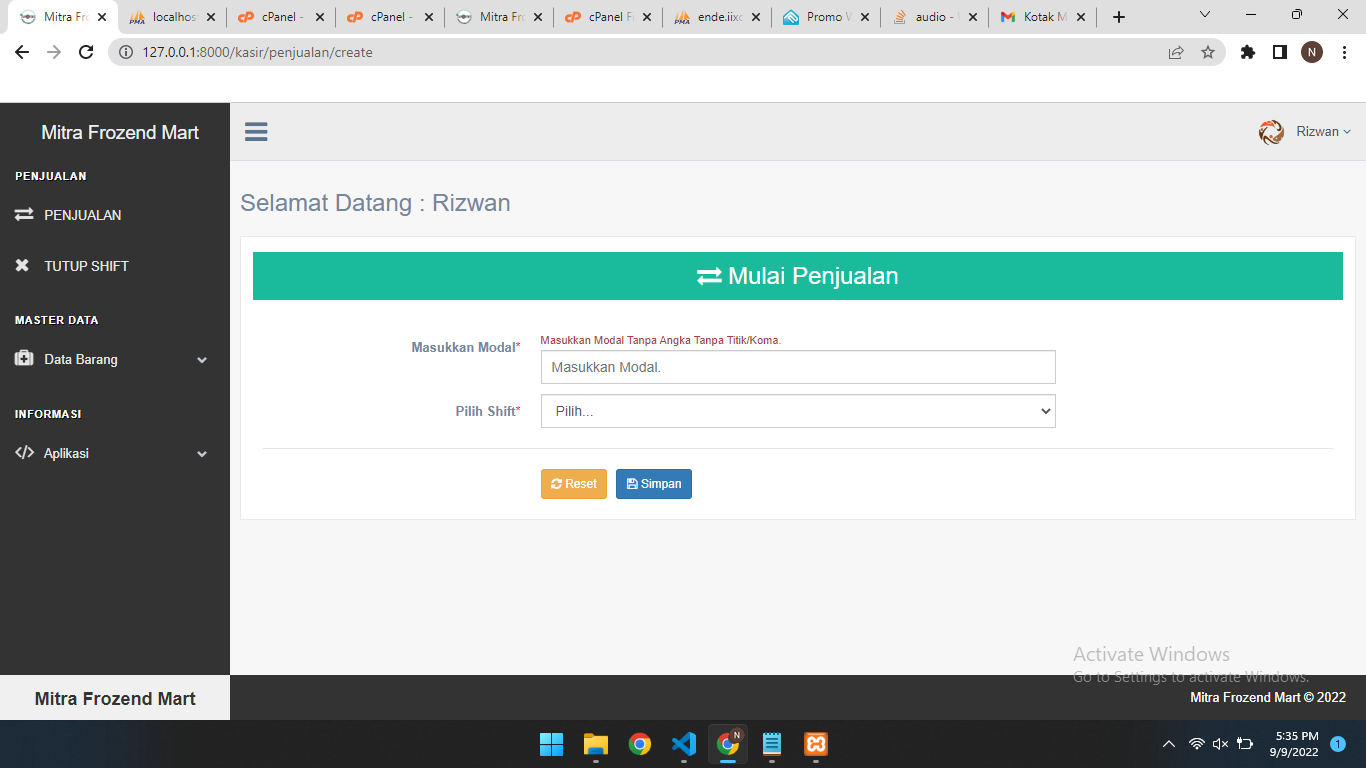 Mitra Fr
localhos
cPanel -
cPanel -
Mitra Fr
cPanel F
ende.iix
Promo W
audio -
Kotak M
127.0.0.1:8000/kasir/penjualan/create
N
Mitra Frozend Mart
Rizwan
PENJUALAN
PENJUALAN
TUTUP SHIFT
MASTER DATA
Data Barang
INFORMASI
Aplikasi
Selamat Datang : Rizwan
Mulai Penjualan
Masukkan Modal*
Masukkan Modal Tanpa Angka Tanpa Titik/Koma.
Masukkan Modal.
Pilih Shift*
Pilih...
Reset
Simpan
Activate Windows
Go to Settings to activate Windows.
Mitra Frozend Mart
Mitra Frozend Mart © 2022
5:35 PM
9/9/2022
1